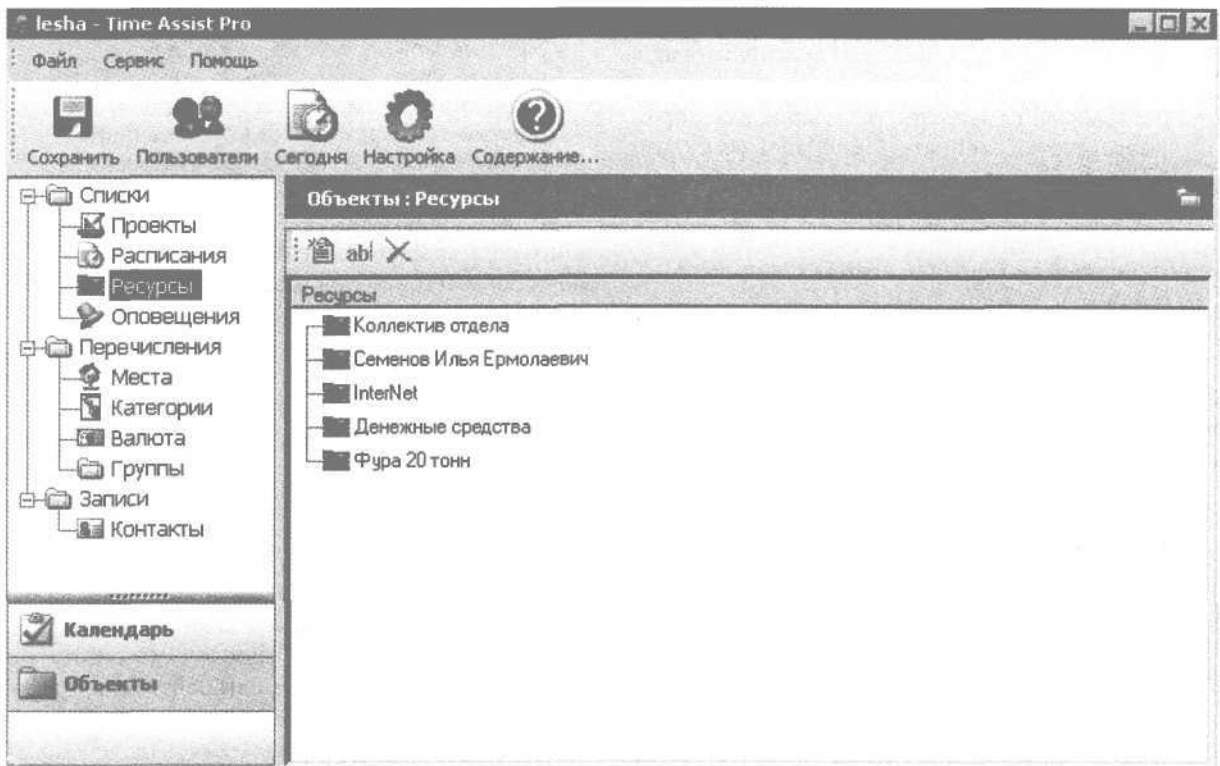 lesha - Time Assist Pro
Файл Сервис Помощь
Сохранить Пользователи Сегодня Настройка Содержание...
Списки
Проекты
Расписания
Ресурсы
Оповещения
Перечисления
Места
Категории
Валюта
Группы
Записи
Контакты
Календарь
Объекты
Объекты : Ресурсы
abl
Ресурсы
Коллектив отдела
Семенов Илья Ермолаевич
InterNet
Денежные средства
Фура 20 тонн